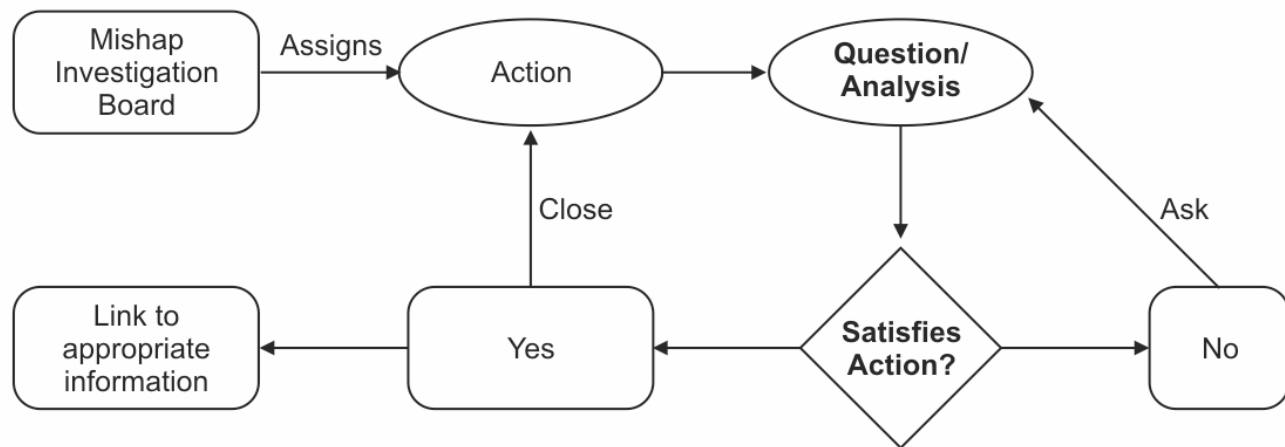 Mishap
Investigation
Board
Assigns
Action
Question/
Analysis
Close
Ask
Link to
appropriate
information
Yes
Satisfies
Action?
No